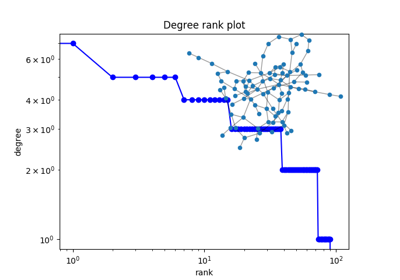 Degree rank plot
6 × 10⁰
4 × 10⁰
3 × 10⁰
2 × 10⁰
10⁰
degree
10⁰
10¹
10²
rank